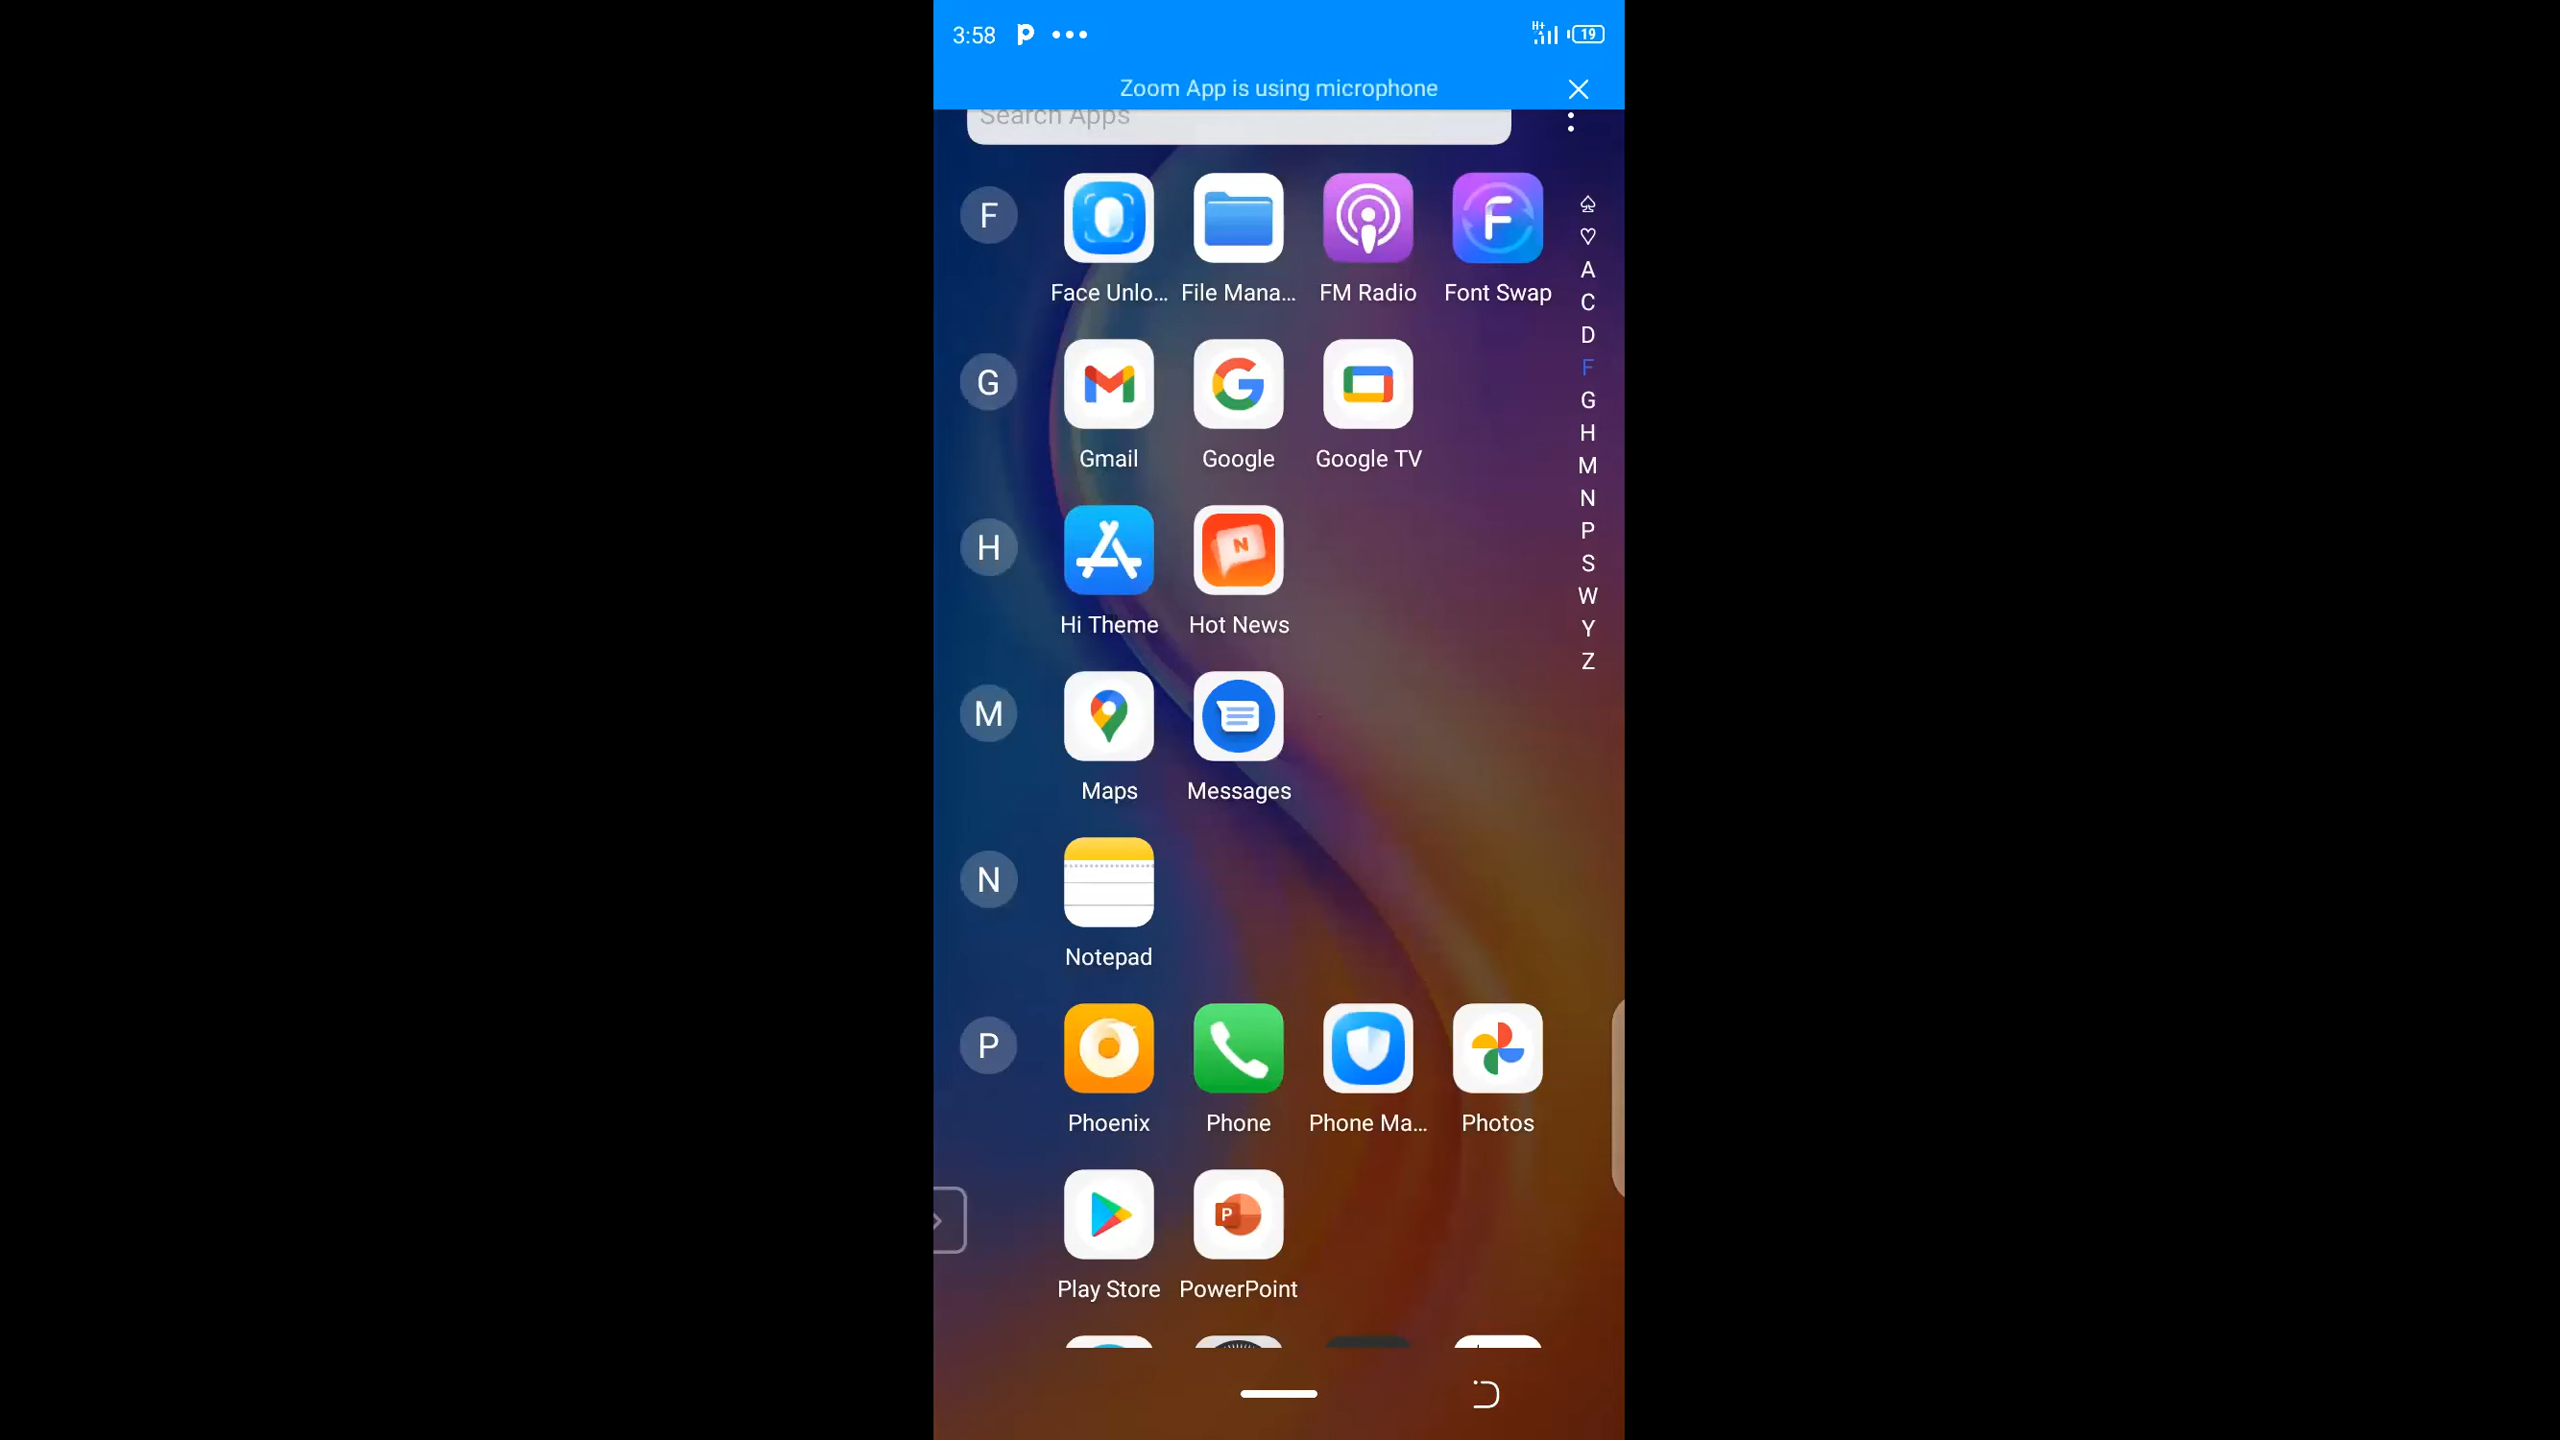 3:58
H+
19
Zoom App is using microphone
Search Apps
F
Face Unlo... File Mana... FM Radio Font Swap
G
Gmail Google Google TV
H
Hi Theme Hot News
M
Maps Messages
N
Notepad
P
Phoenix Phone Phone Ma... Photos
Play Store PowerPoint
A
C
D
F
G
H
M
N
P
S
W
Y
Z